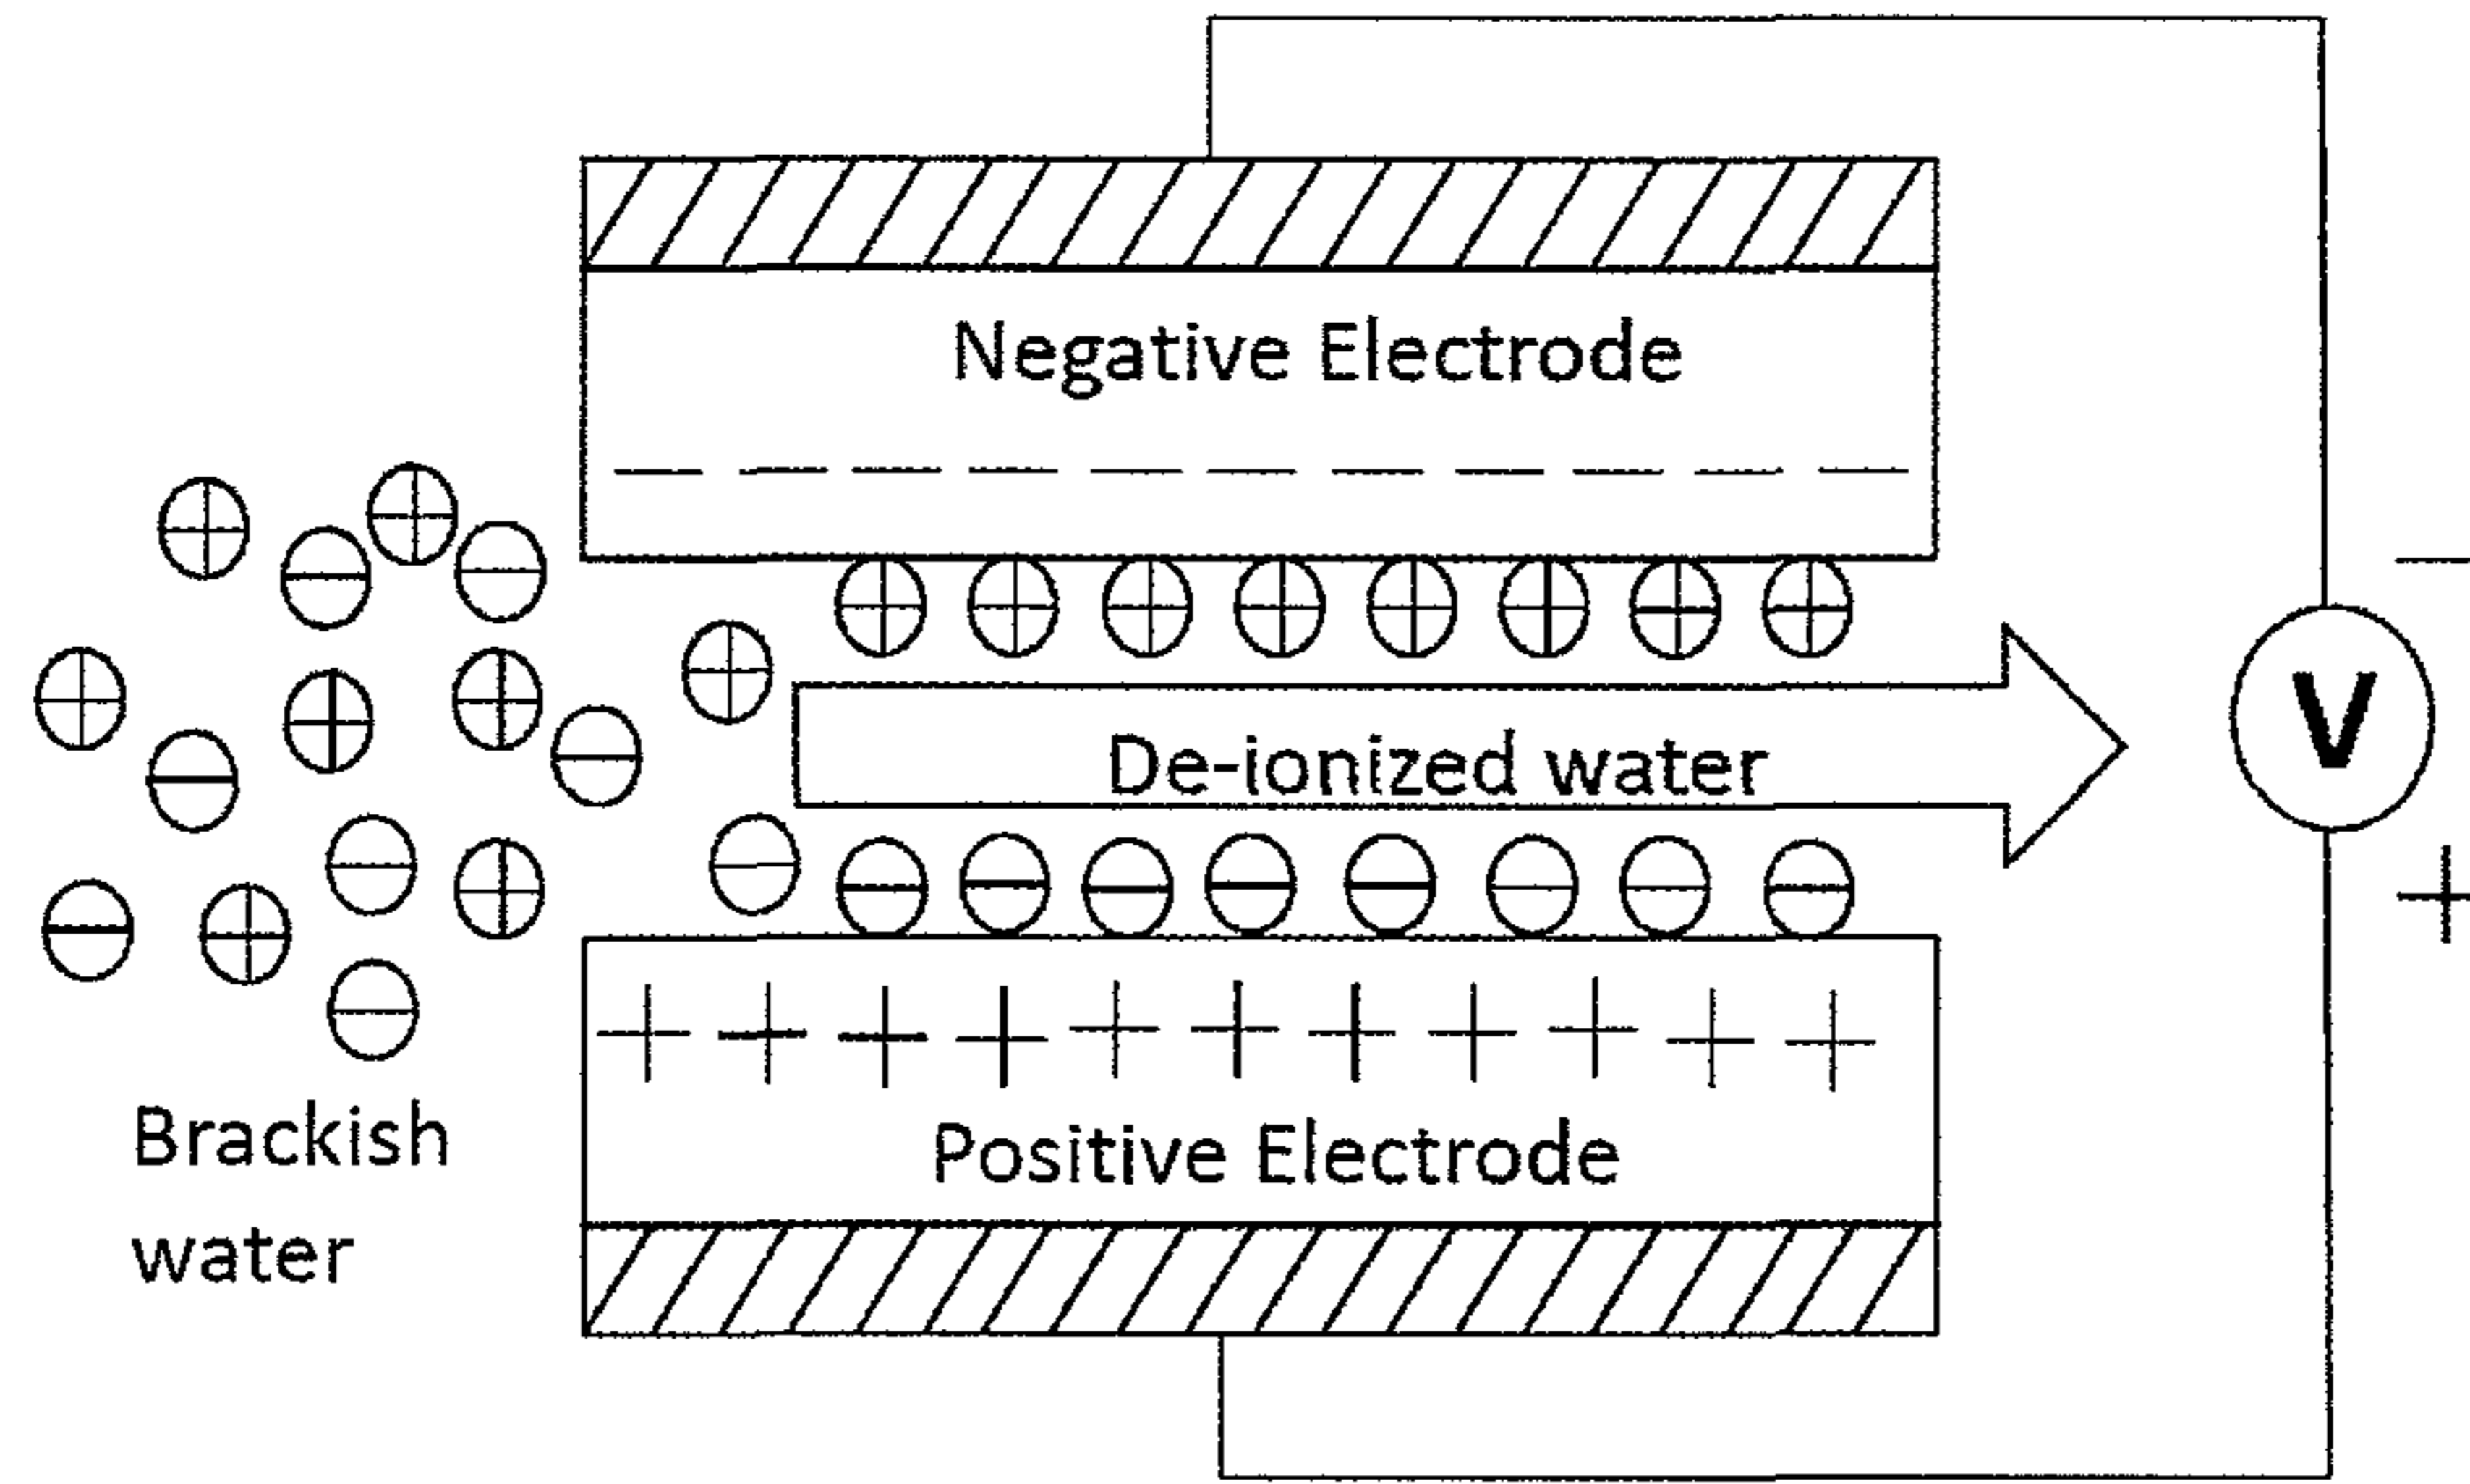 Negative Electrode
De-ionized water
V
−
+
Positive Electrode
Brackish
water